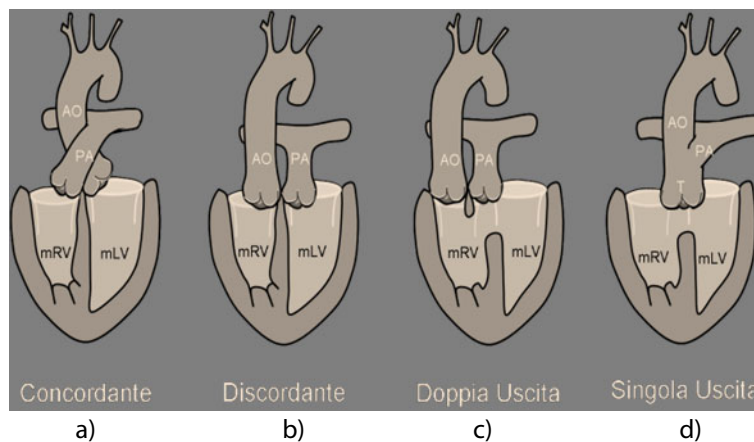 AO
PA
mRV
mLV
AO
PA
mRV
mLV
AO
PA
mRV
mLV
AO
PA
T
mRV
mLV
Concordante
Discordante
Doppia Uscita
Singola Uscita
a)
b)
c)
d)